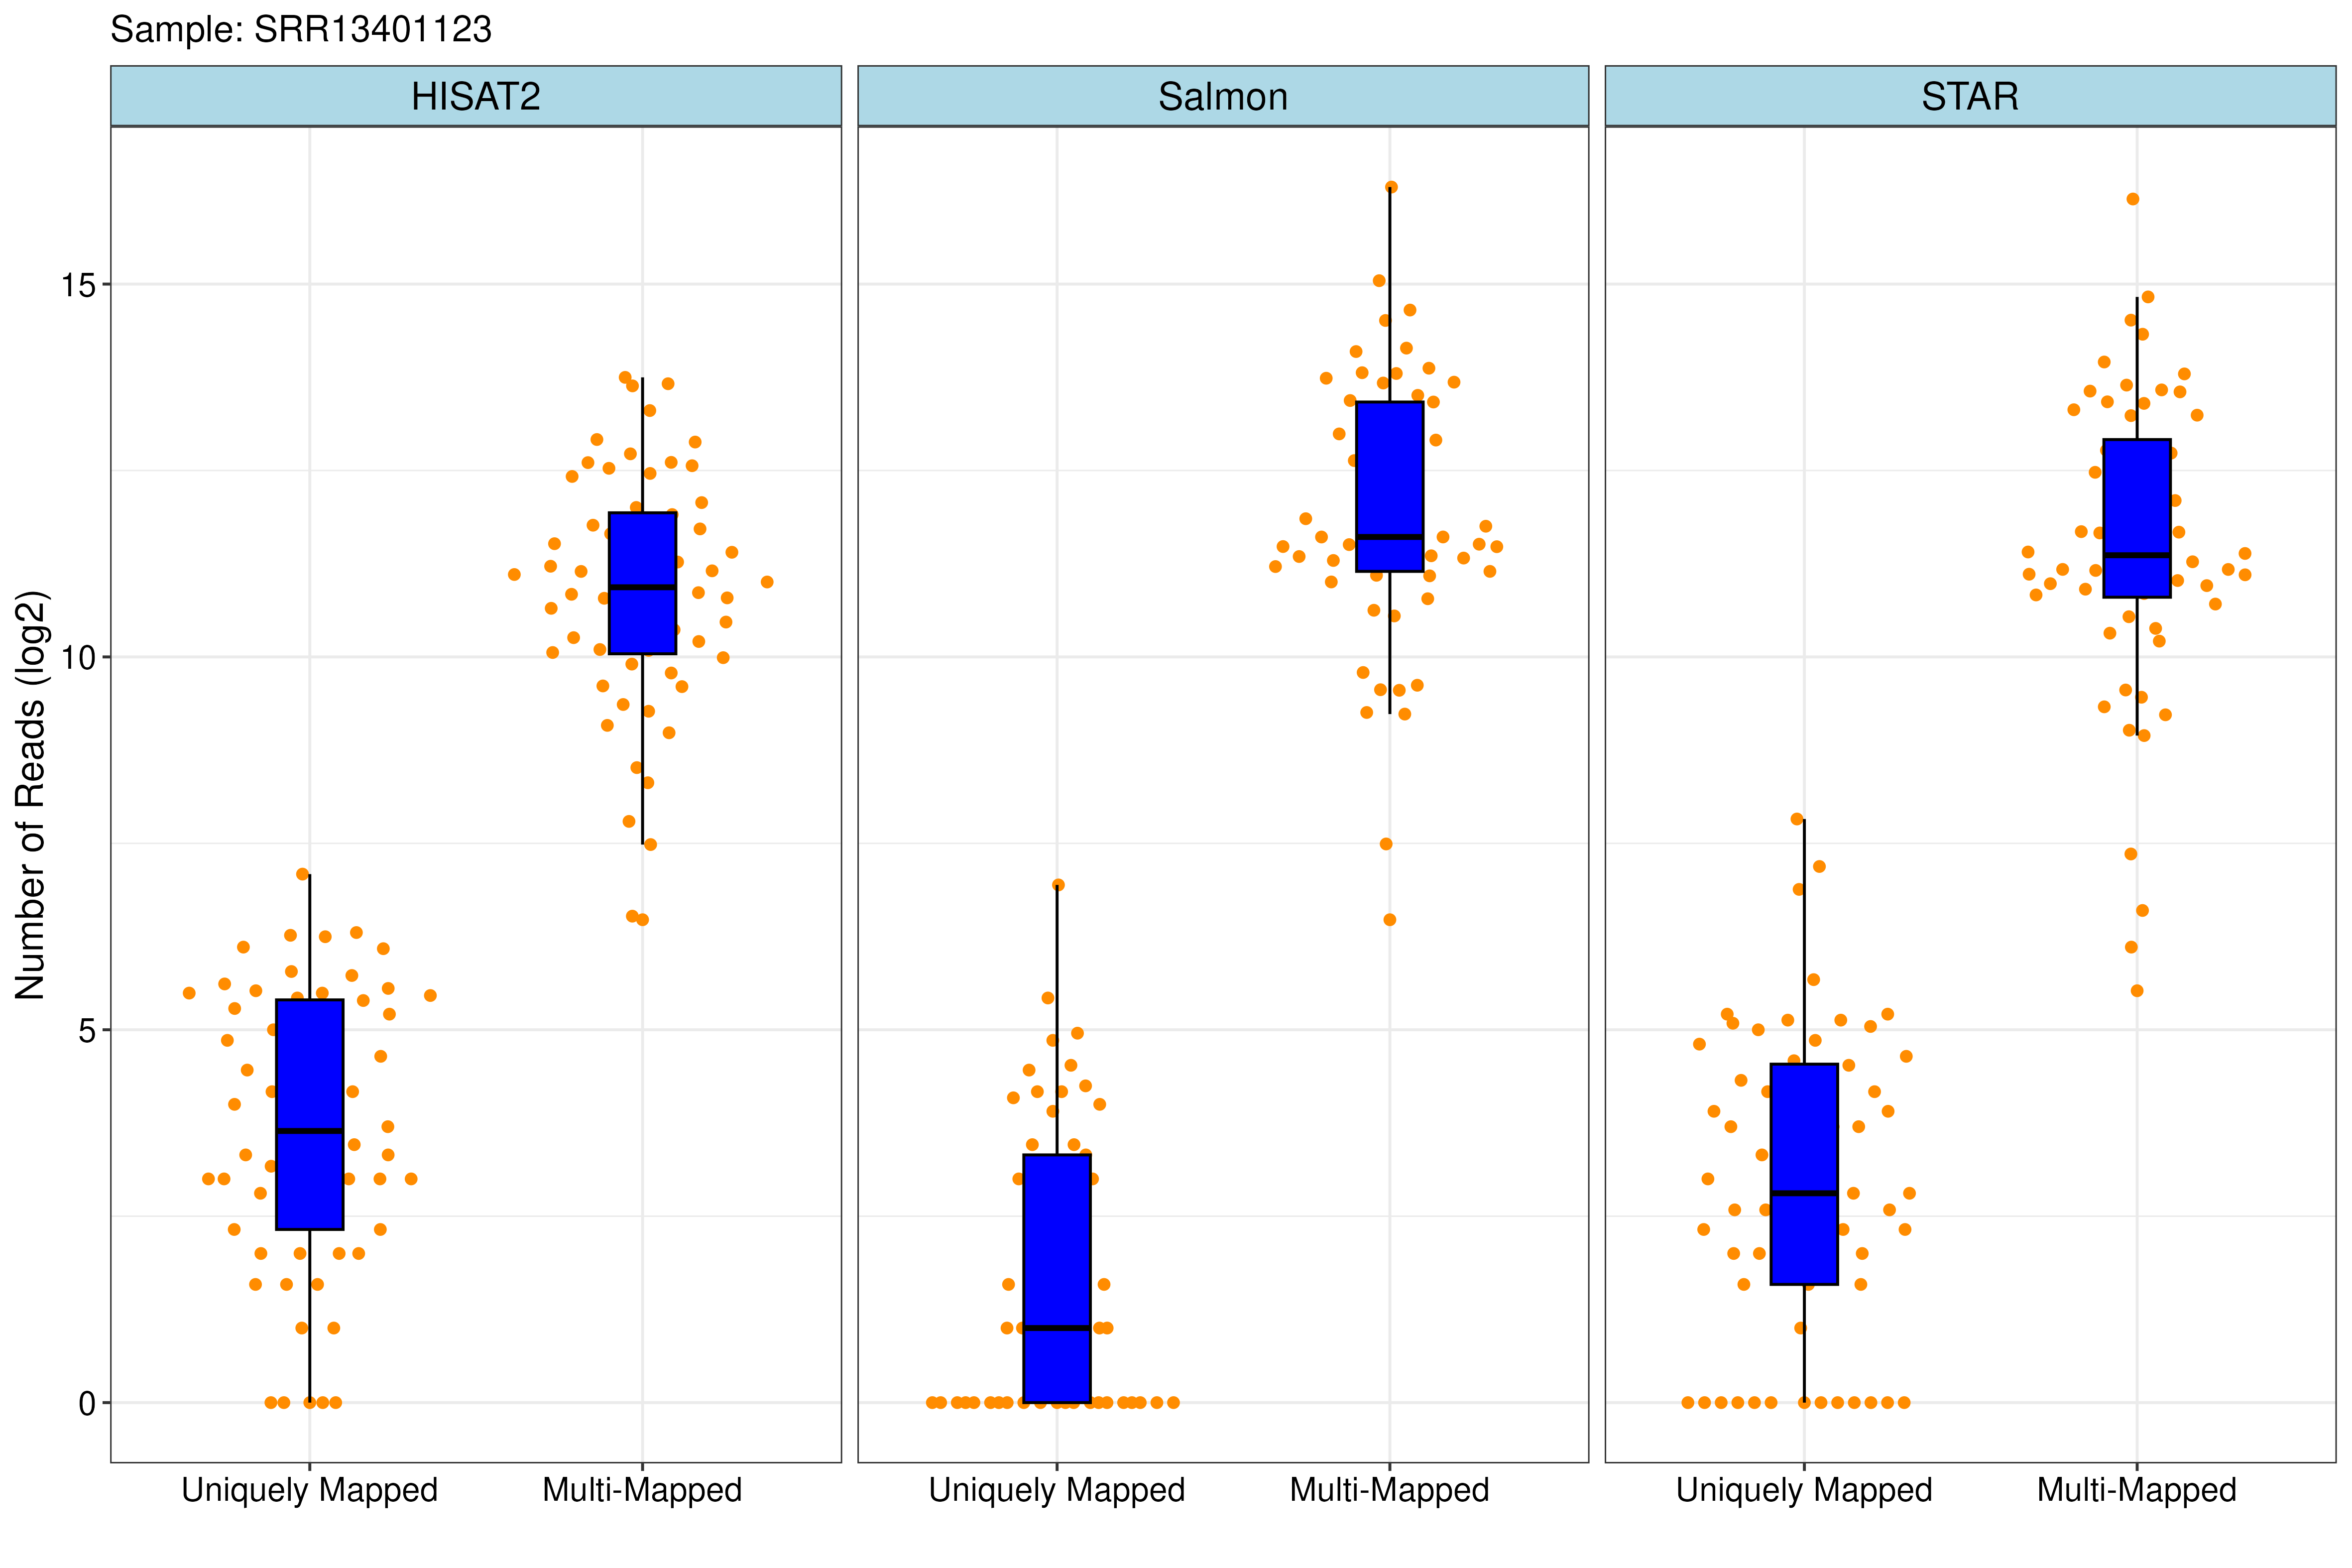 Sample: SRR13401123
HISAT2
Salmon
STAR
Number of Reads (log2)
15
10
5
0
Uniquely Mapped
Multi-Mapped
Uniquely Mapped
Multi-Mapped
Uniquely Mapped
Multi-Mapped